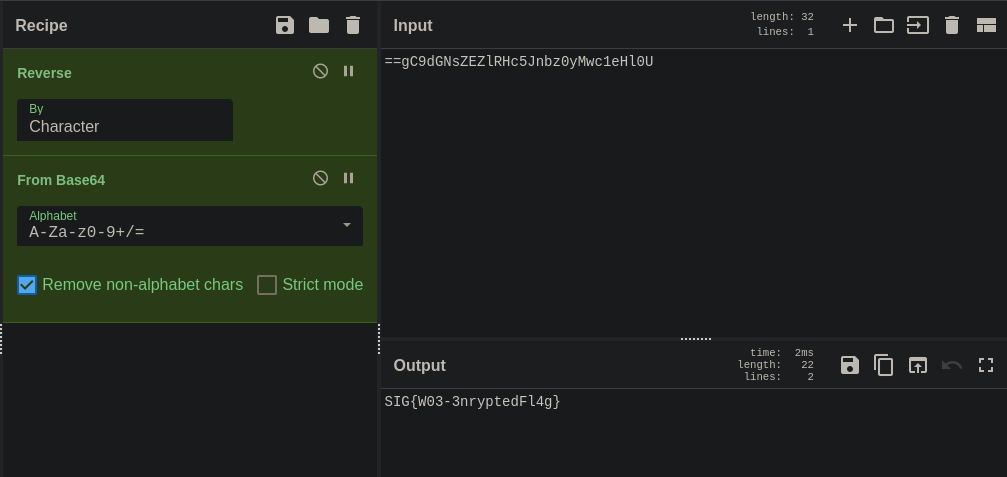 Recipe
Reverse
By
Character
From Base64
Alphabet
A-Za-z0-9+/=
Remove non-alphabet chars
Strict mode
Input
length: 32
lines: 1
==gC9dGNsZEZlRHc5Jnbz0yMwc1eHl0U
Output
time: 2ms
length: 22
lines: 2
SIG{W03-3nryptedFl4g}